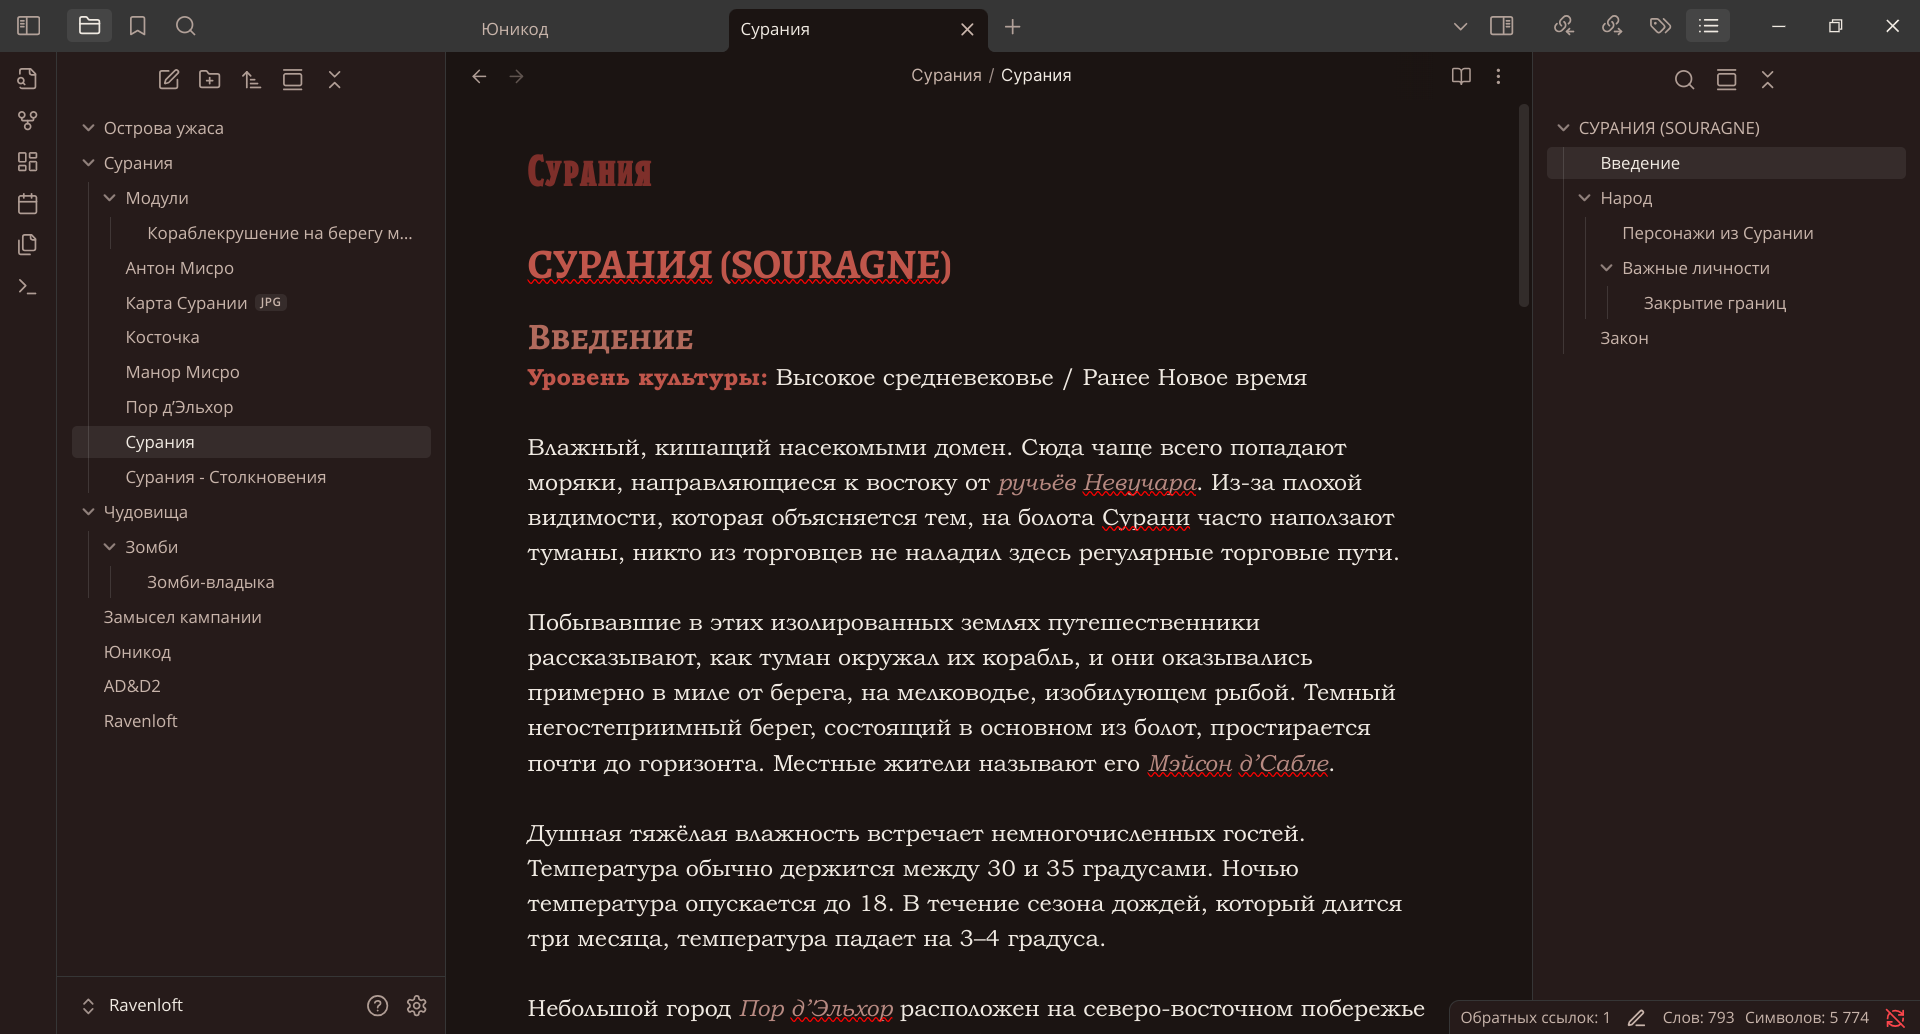 Юникод
Сурания
Острова ужаса
Сурания
Модули
Кораблекрушение на берегу м...
Антон Мисро
Карта Сурании JPG
Косточка
Манор Мисро
Пор д’Эльхор
Сурания
Сурания - Столкновения
Чудовища
Зомби
Зомби-владыка
Замысел кампании
Юникод
AD&D2
Ravenloft
Ravenloft
Сурания / Сурания
Сурания
СУРАНИЯ (SOURAGNE)
Введение
Уровень культуры: Высокое средневековье / Ранее Новое время
Влажный, кишащий насекомыми домен. Сюда чаще всего попадают
моряки, направляющиеся к востоку от ручьёв Невучара. Из-за плохой
видимости, которая объясняется тем, на болота Сурани часто наползают
туманы, никто из торговцев не наладил здесь регулярные торговые пути.
Побывавшие в этих изолированных землях путешественники
рассказывают, как туман окружал их корабль, и они оказывались
примерно в миле от берега, на мелководье, изобилующем рыбой. Темный
негостеприимный берег, состоящий в основном из болот, простирается
почти до горизонта. Местные жители называют его Мэйсон д’Сабле.
Душная тяжёлая влажность встречает немногочисленных гостей.
Температура обычно держится между 30 и 35 градусами. Ночью
температура опускается до 18. В течение сезона дождей, который длится
три месяца, температура падает на 3–4 градуса.
Небольшой город Пор д’Эльхор расположен на северо-восточном побережье
СУРАНИЯ (SOURAGNE)
Введение
Народ
Персонажи из Сурании
Важные личности
Закрытие границ
Закон
Обратных ссылок: 1 Слов: 793 Символов: 5 774